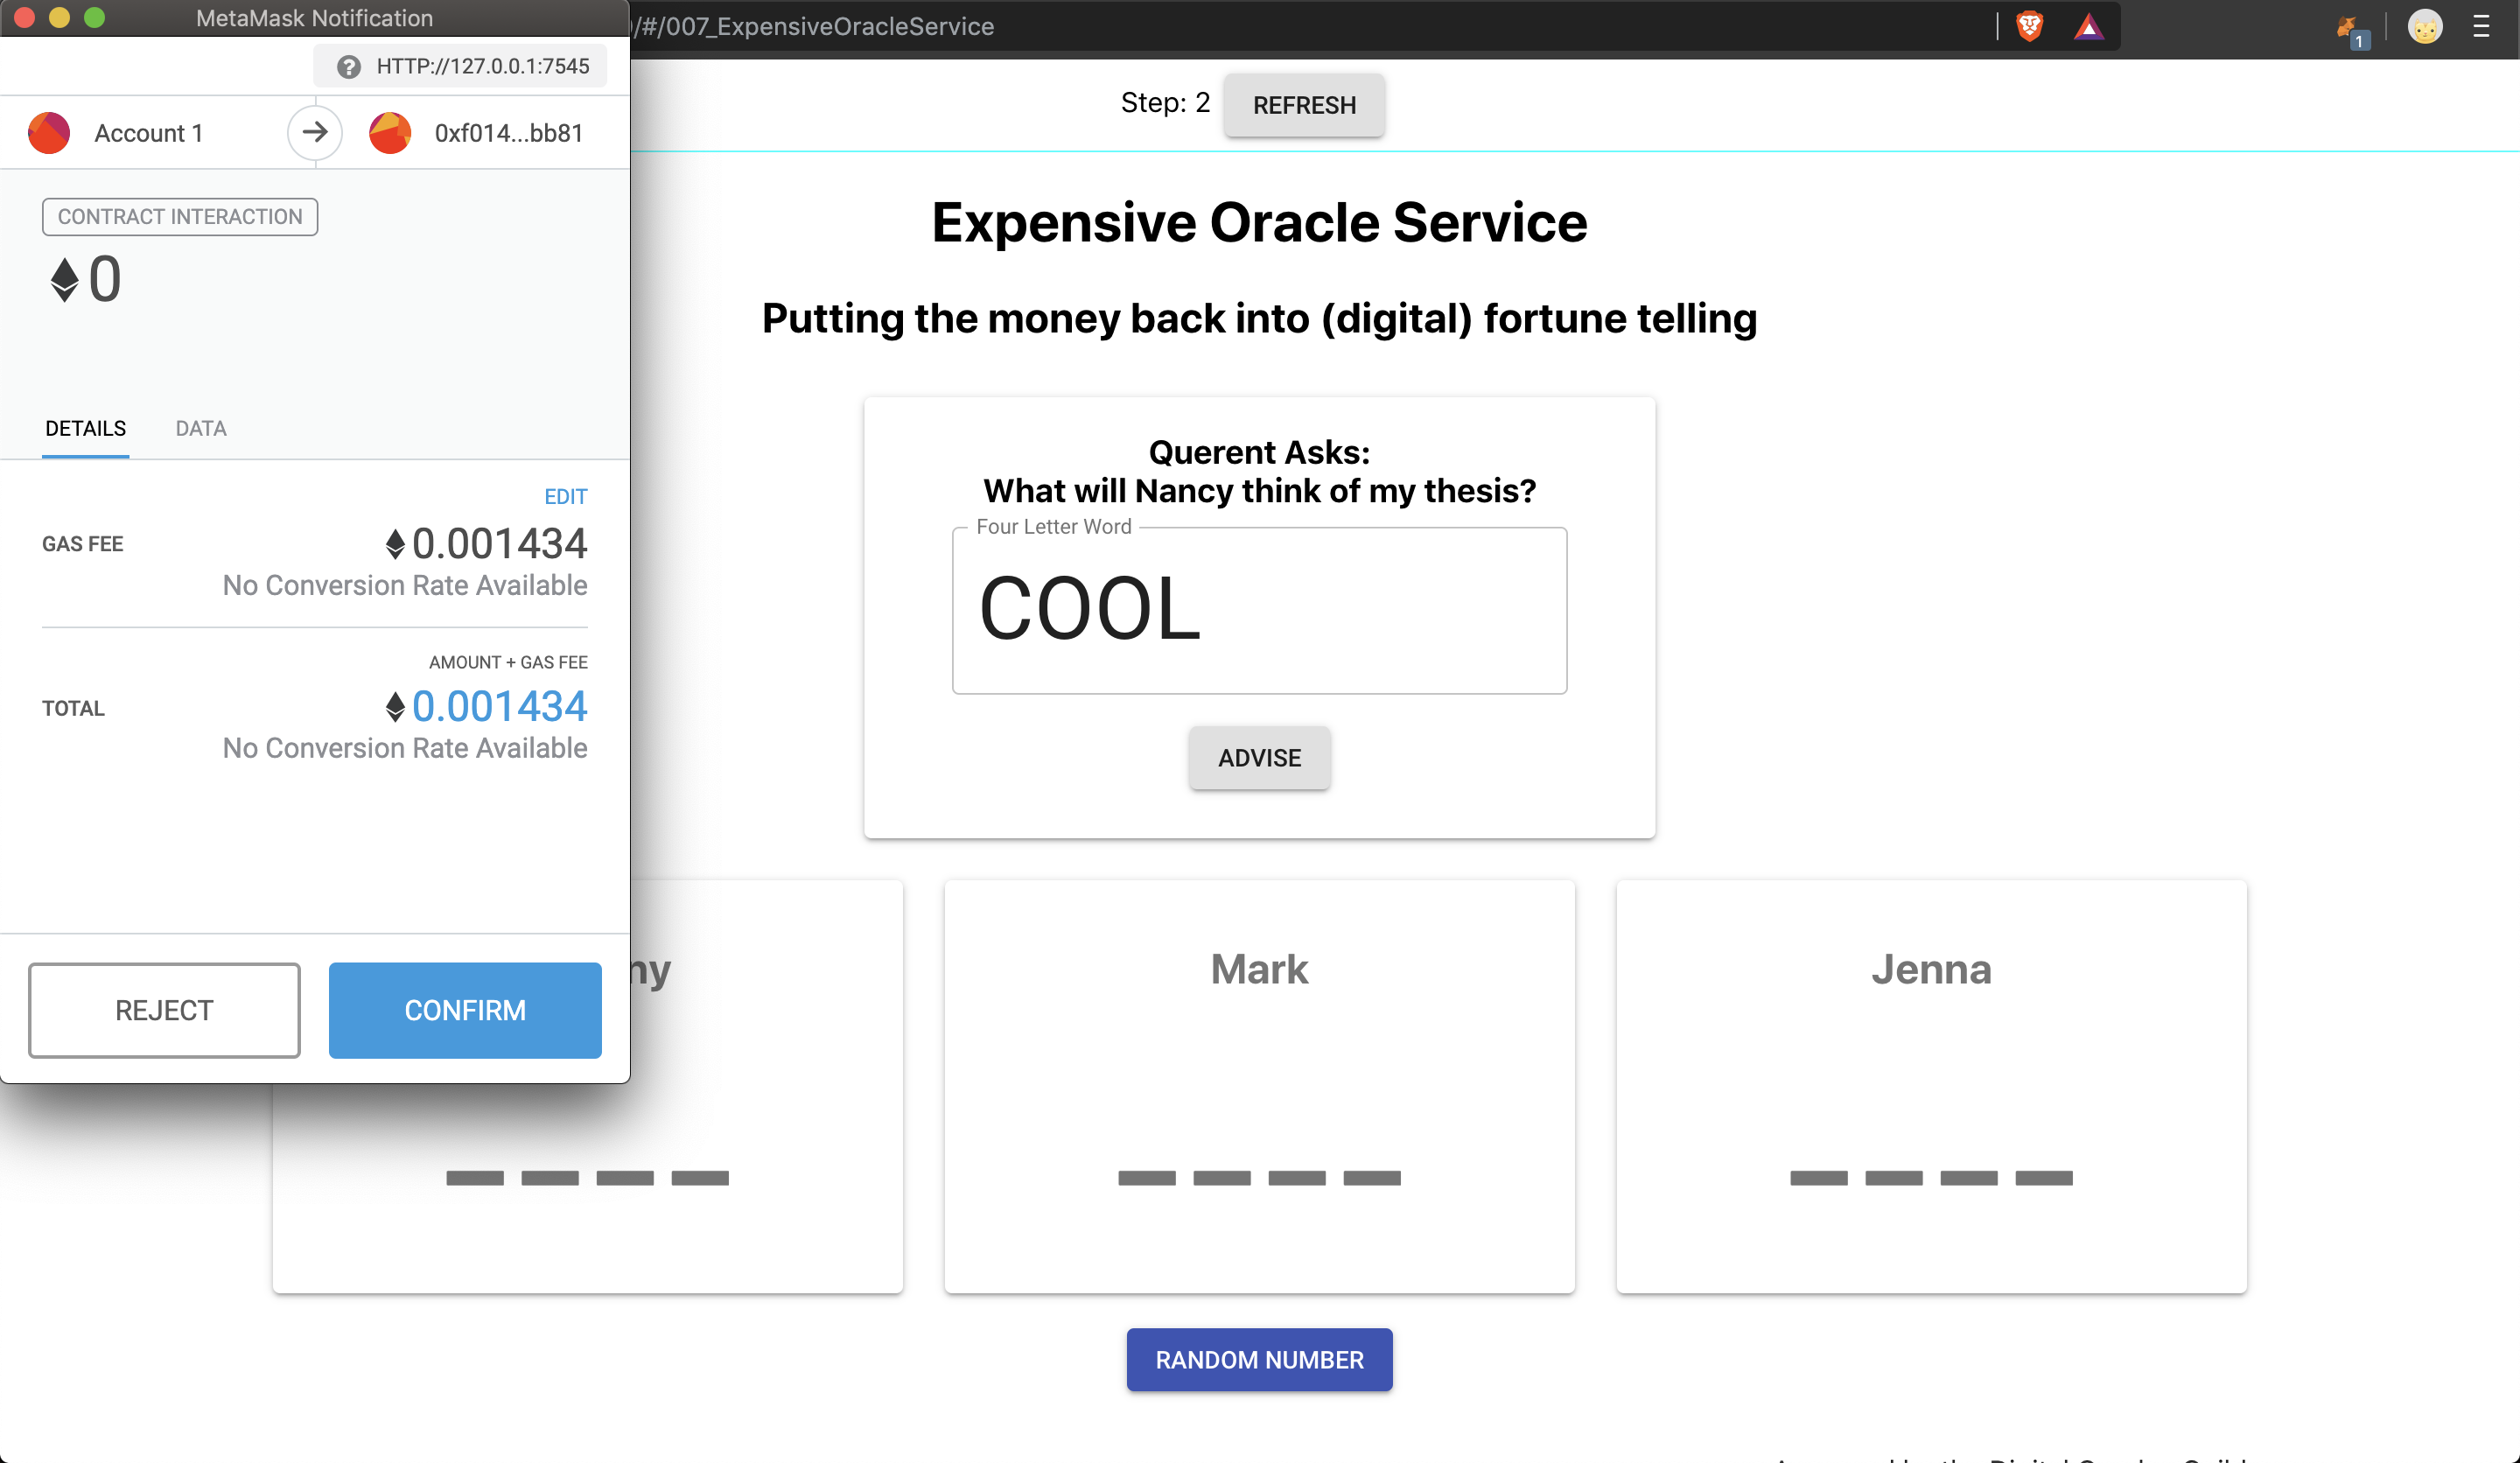 MetaMask Notification
/#/007_ExpensiveOracleService
1
HTTP://127.0.0.1:7545
Account 1
0xf014...bb81
CONTRACT INTERACTION
0
DETAILS
DATA
EDIT
GAS FEE
0.001434
No Conversion Rate Available
AMOUNT + GAS FEE
TOTAL
0.001434
No Conversion Rate Available
REJECT
CONFIRM
Step: 2
REFRESH
Expensive Oracle Service
Putting the money back into (digital) fortune telling
Querent Asks:
What will Nancy think of my thesis?
Four Letter Word
COOL
ADVISE
ny
Mark
Jenna
RANDOM NUMBER